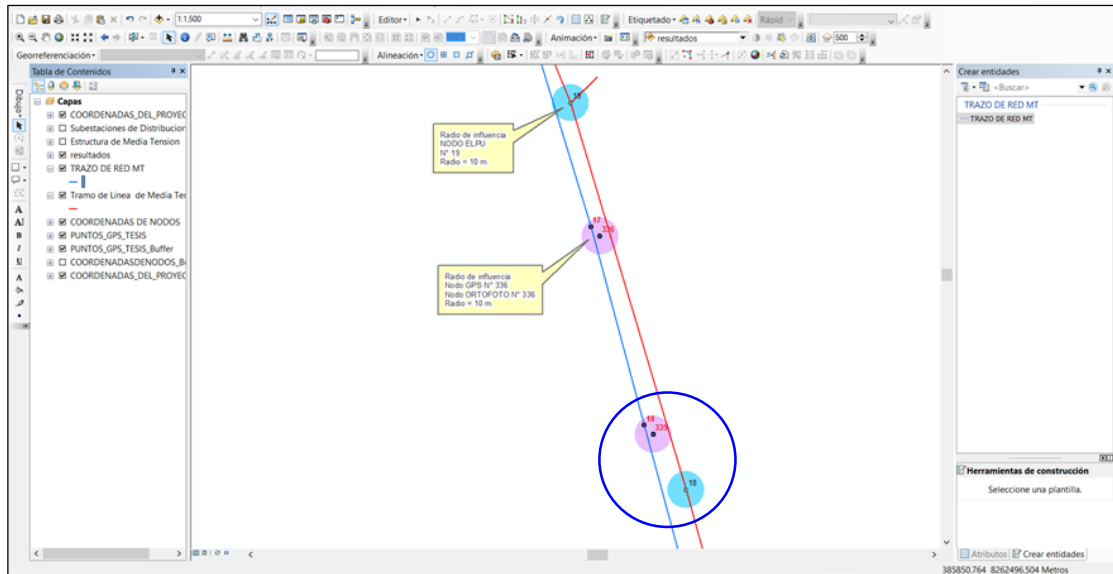 1:1,500
Editor
Etiquetado
Rápid
Animación
resultados
500
Georreferenciación
Alineación
Tabla de Contenidos
Dibujo
Capas
COORDENADAS_DEL_PROYEC
Subestaciones de Distribucior
Estructura de Media Tension
resultados
TRAZO DE RED MT
Tramo de Linea de Media Ter
COORDENADAS DE NODOS
PUNTOS_GPS_TESIS
PUNTOS_GPS_TESIS_Buffer
COORDENADASDENODOS_B
COORDENADAS_DEL_PROYEC
19
Radio de influencia
NODO ELPU
N° 19
Radio = 10 m.
17
336
Radio de influencia
Nodo GPS N° 336
Nodo ORTOFOTO N° 336
Radio = 10 m.
18
335
18
Crear entidades
<Buscar>
TRAZO DE RED MT
TRAZO DE RED MT
Herramientas de construcción
Seleccione una plantilla.
Atributos
Crear entidades
385850.764 8262496.504 Metros